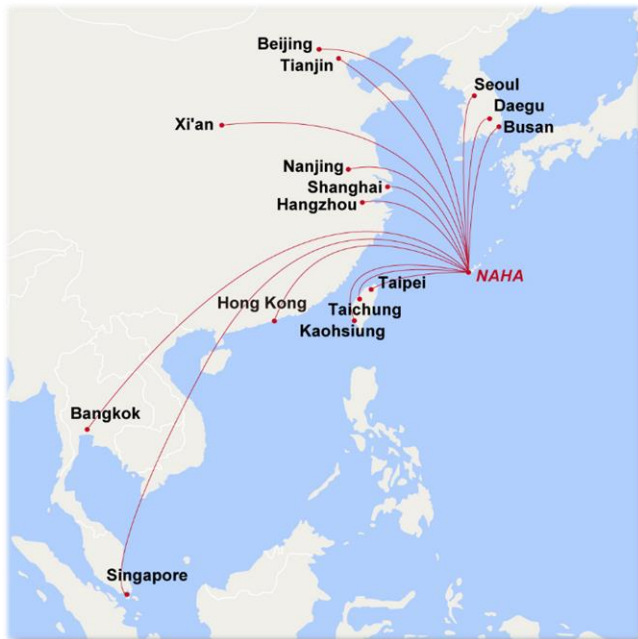 Beijing
Tianjin
Seoul
Daegu
Busan
Xi'an
Nanjing
Shanghai
Hangzhou
NAHA
Taipei
Hong Kong
Taichung
Kaohsiung
Bangkok
Singapore